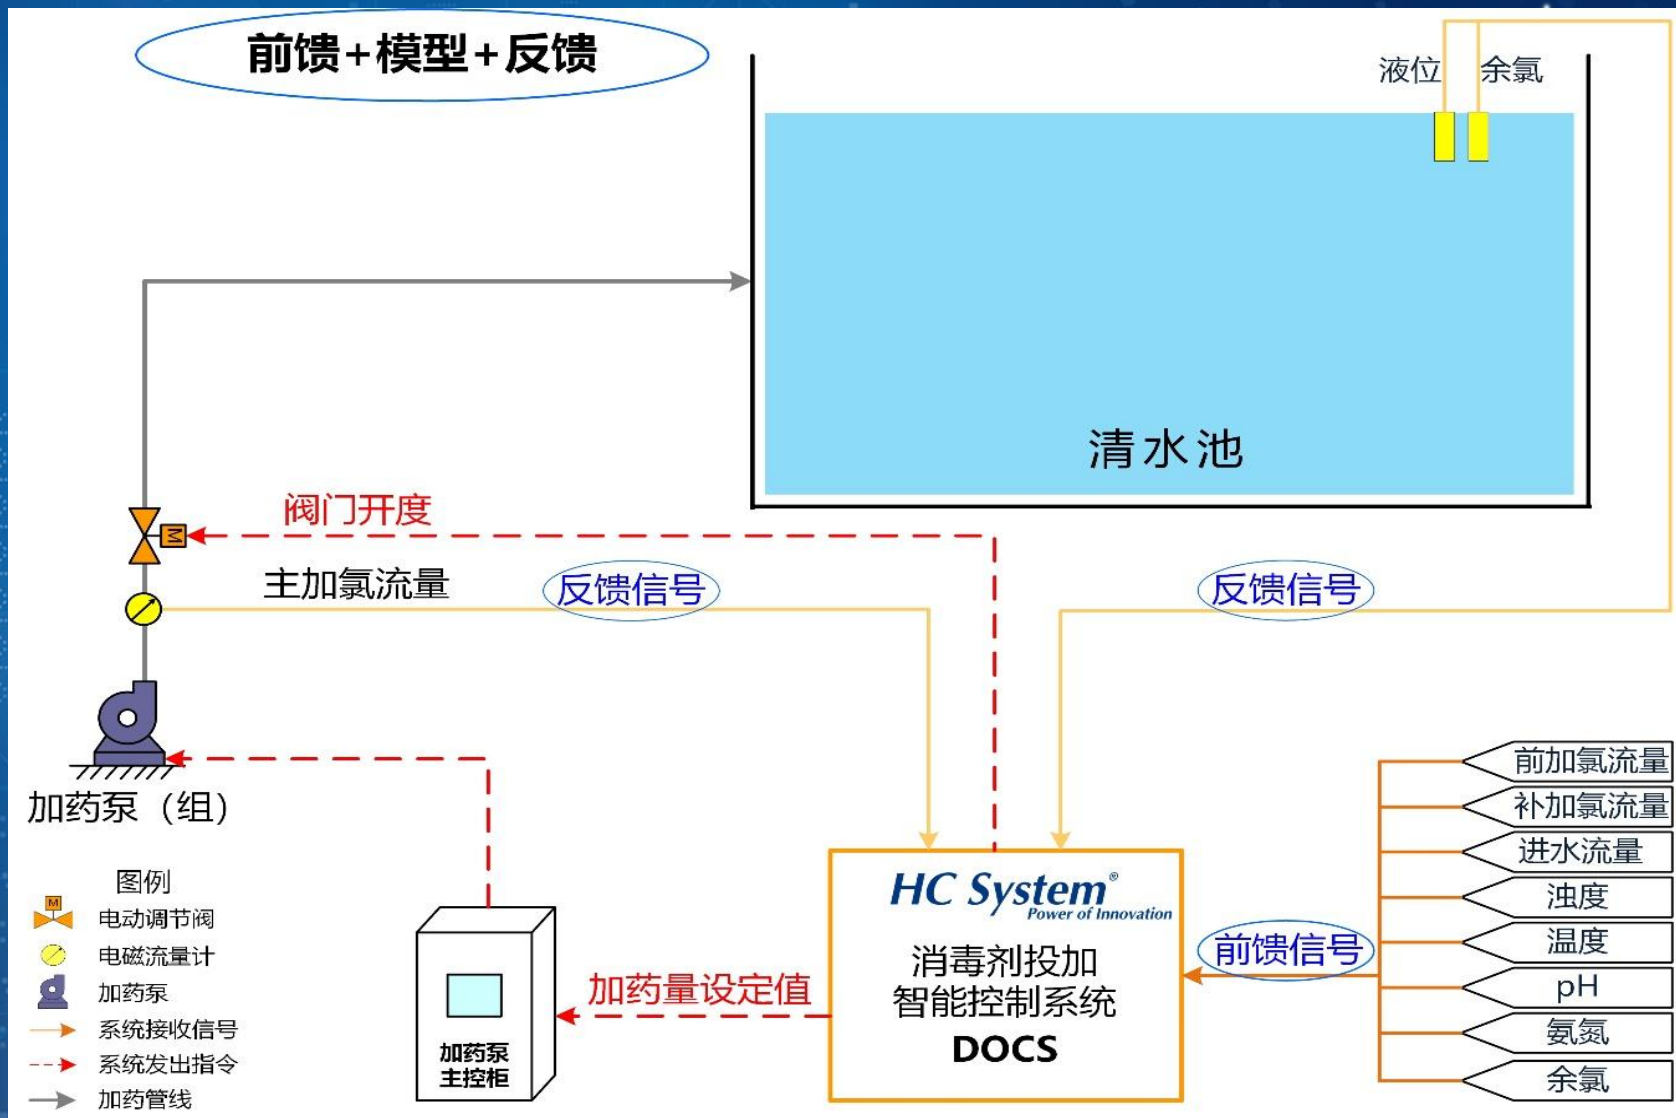 前馈+模型+反馈
液位
余氯
清水池
阀门开度
主加氯流量
反馈信号
反馈信号
M
加药泵（组）
前加氯流量
补加氯流量
进水流量
浊度
温度
pH
氨氮
余氯
前馈信号
HC System®
Power of Innovation
消毒剂投加
智能控制系统
DOCS
加药量设定值
加药泵
主控柜
图例
M
电动调节阀
电磁流量计
加药泵
系统接收信号
系统发出指令
加药管线